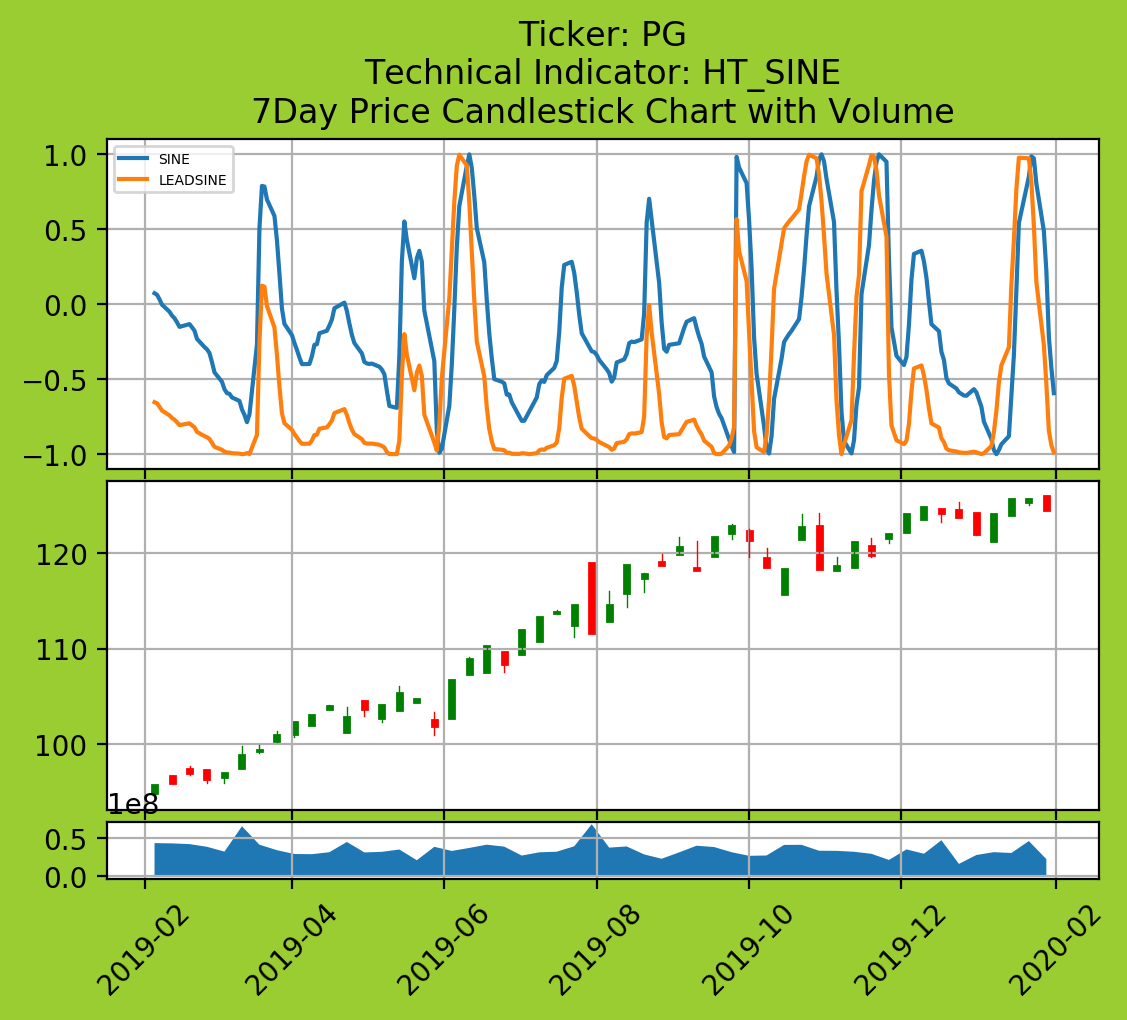 Ticker: PG
Technical Indicator: HT_SINE
7Day Price Candlestick Chart with Volume
1.0
0.5
0.0
−0.5
−1.0
SINE
LEADSINE
120
110
100
1e8
0.5
0.0
2019-02
2019-04
2019-06
2019-08
2019-10
2019-12
2020-02